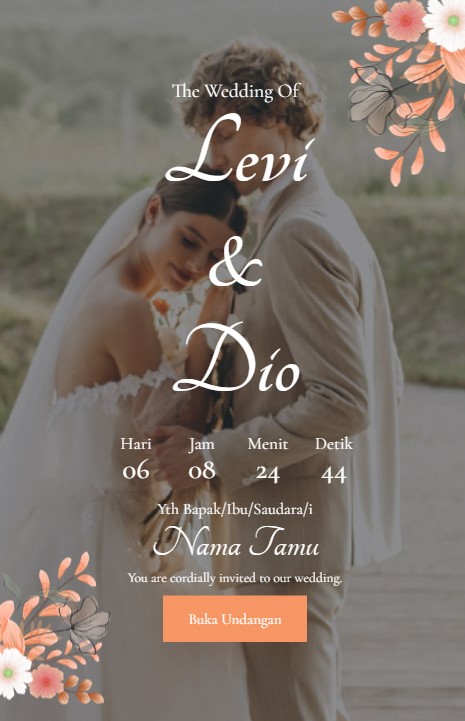 The Wedding Of
Levi
&
Dio
Hari Jam Menit Detik
06 08 24 44
Yth Bapak/Ibu/Saudara/i
Nama Tamu
You are cordially invited to our wedding.
Buka Undangan